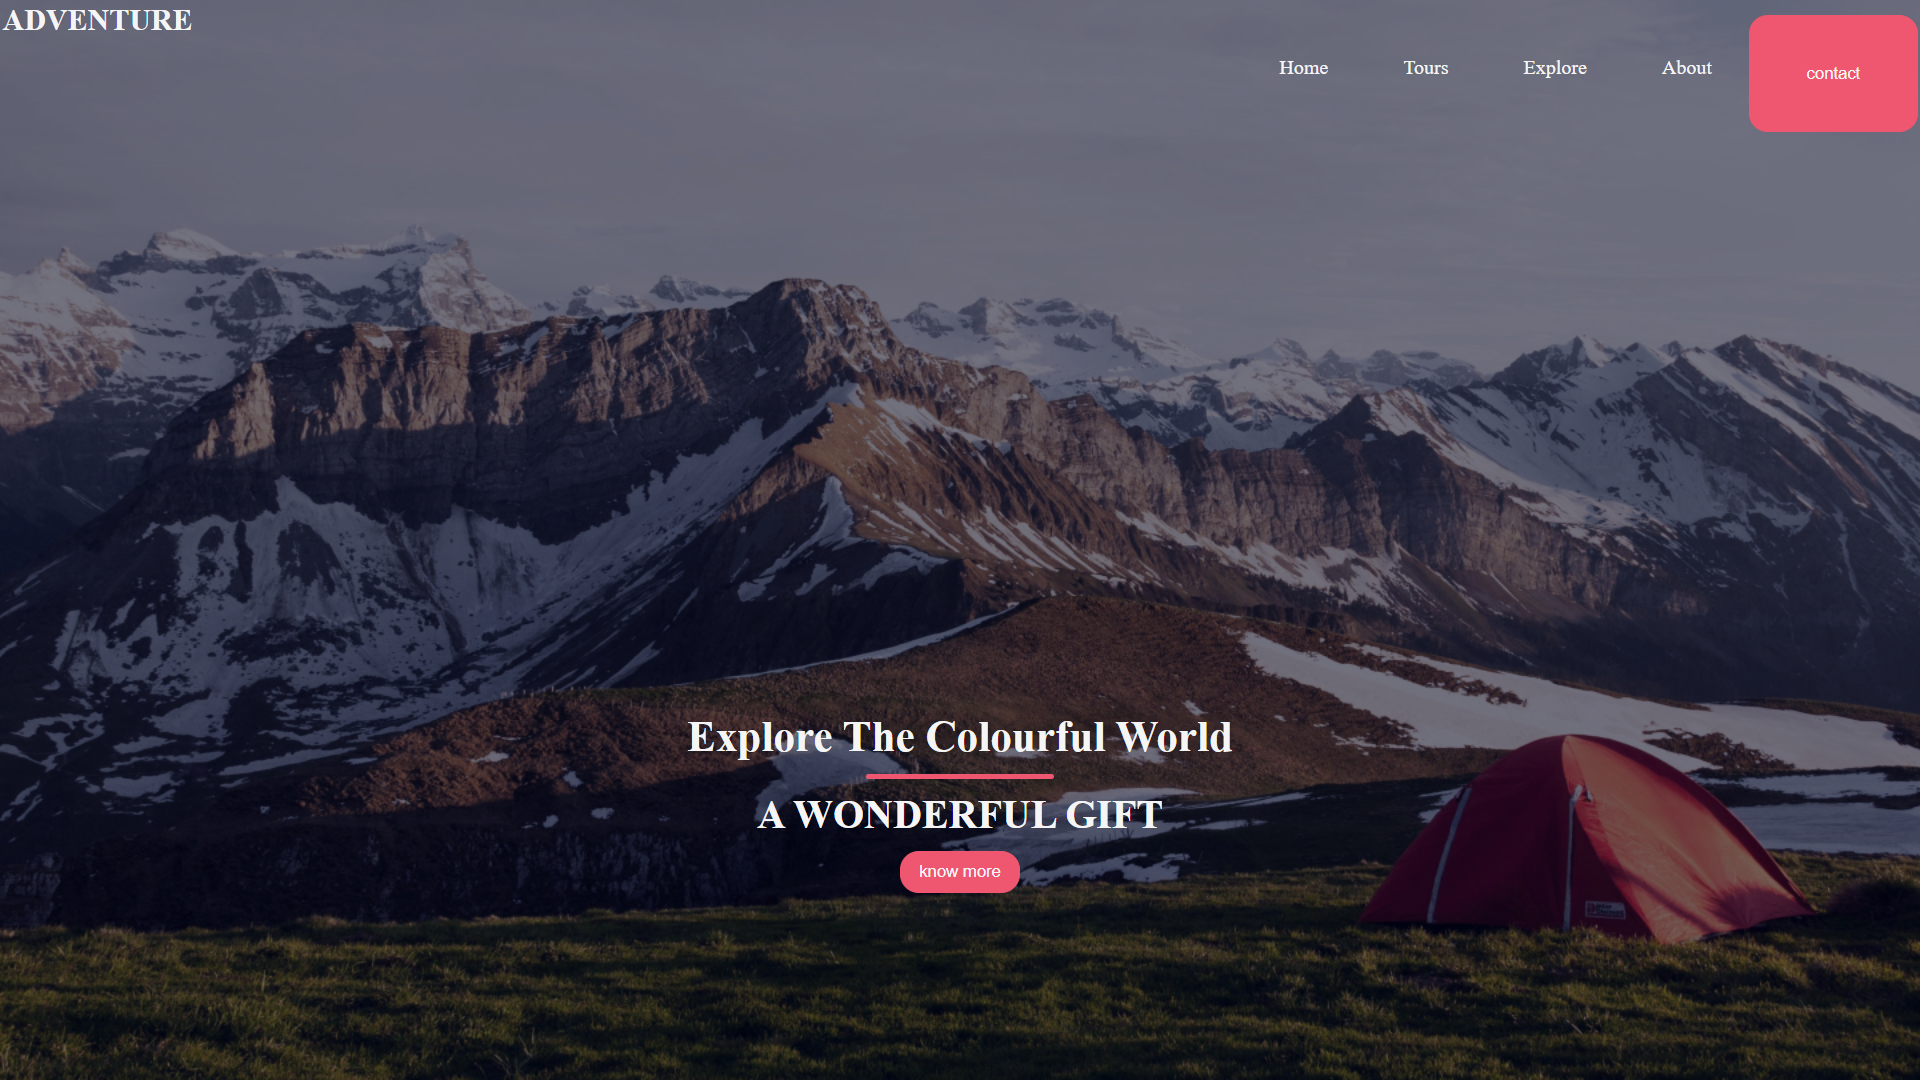 ADVENTURE
Home Tours Explore About contact
Explore The Colourful World
A WONDERFUL GIFT
know more